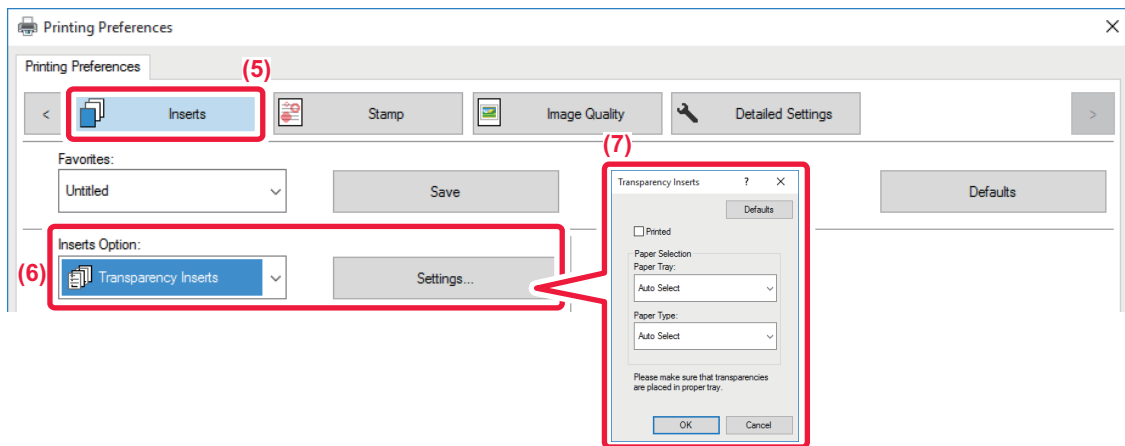 Printing Preferences
Printing Preferences
(5)
< Inserts Stamp Image Quality Detailed Settings >
Favorites:
Untitled Save Defaults
(6)
Inserts Option:
Transparency Inserts Settings...
(7)
Transparency Inserts ? X
Defaults
Printed
Paper Selection
Paper Tray:
Auto Select
Paper Type:
Auto Select
Please make sure that transparencies
are placed in proper tray.
OK Cancel